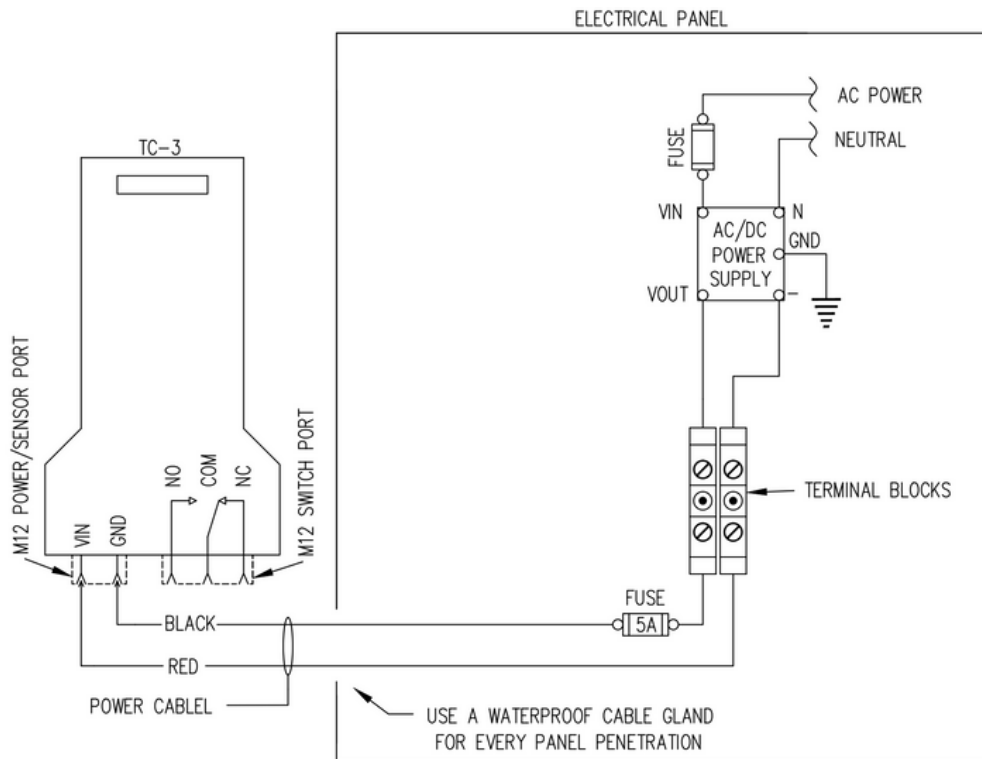 ELECTRICAL PANEL
AC POWER
NEUTRAL
FUSE
TC-3
VIN
N
AC/DC
POWER
SUPPLY
GND
VOUT
-
M12 POWER/SENSOR PORT
M12 SWITCH PORT
NO
COM
NC
VIN
GND
TERMINAL BLOCKS
FUSE
5A
BLACK
RED
POWER CABLEL
USE A WATERPROOF CABLE GLAND
FOR EVERY PANEL PENETRATION